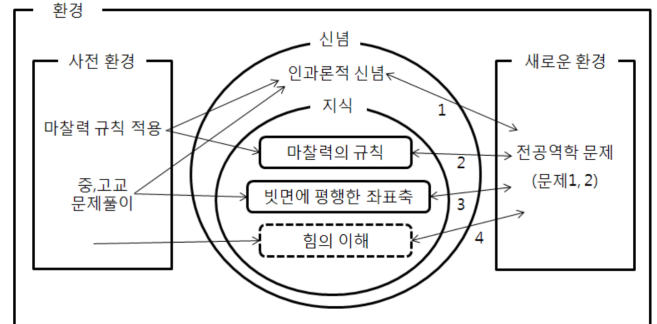 환경
사전 환경
신념
새로운 환경
인과론적 신념
지식
1
마찰력 규칙 적용
마찰력의 규칙
2
전공역학 문제
(문제1, 2)
중,고교
문제풀이
빗면에 평행한 좌표축
3
힘의 이해
4